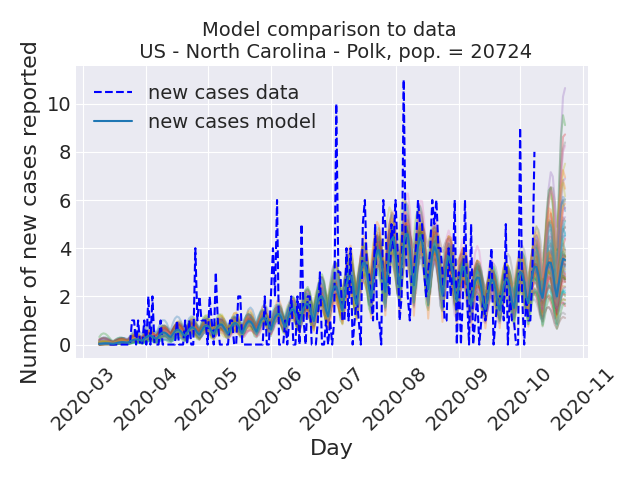 Model comparison to data
US - North Carolina - Polk, pop. = 20724
Number of new cases reported
10
8
6
4
2
0
new cases data
new cases model
2020-03
2020-04
2020-05
2020-06
2020-07
2020-08
2020-09
2020-10
2020-11
Day